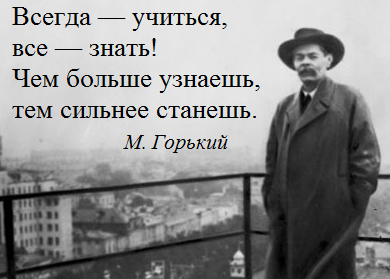 Всегда — учиться,
все — знать!
Чем больше узнаешь,
тем сильнее станешь.
М. Горький